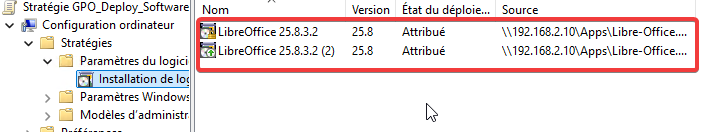 Stratégie GPO_Deploy_Software
Configuration ordinateur
Stratégies
Paramètres du logici
Installation de log
Paramètres Windows
Modèles d'administra
Préférences
Nom Version État du déploie... Source
LibreOffice 25.8.3.2 25.8 Attribué \\192.168.2.10\Apps\Libre-Office....
LibreOffice 25.8.3.2 (2) 25.8 Attribué \\192.168.2.10\Apps\Libre-Office....